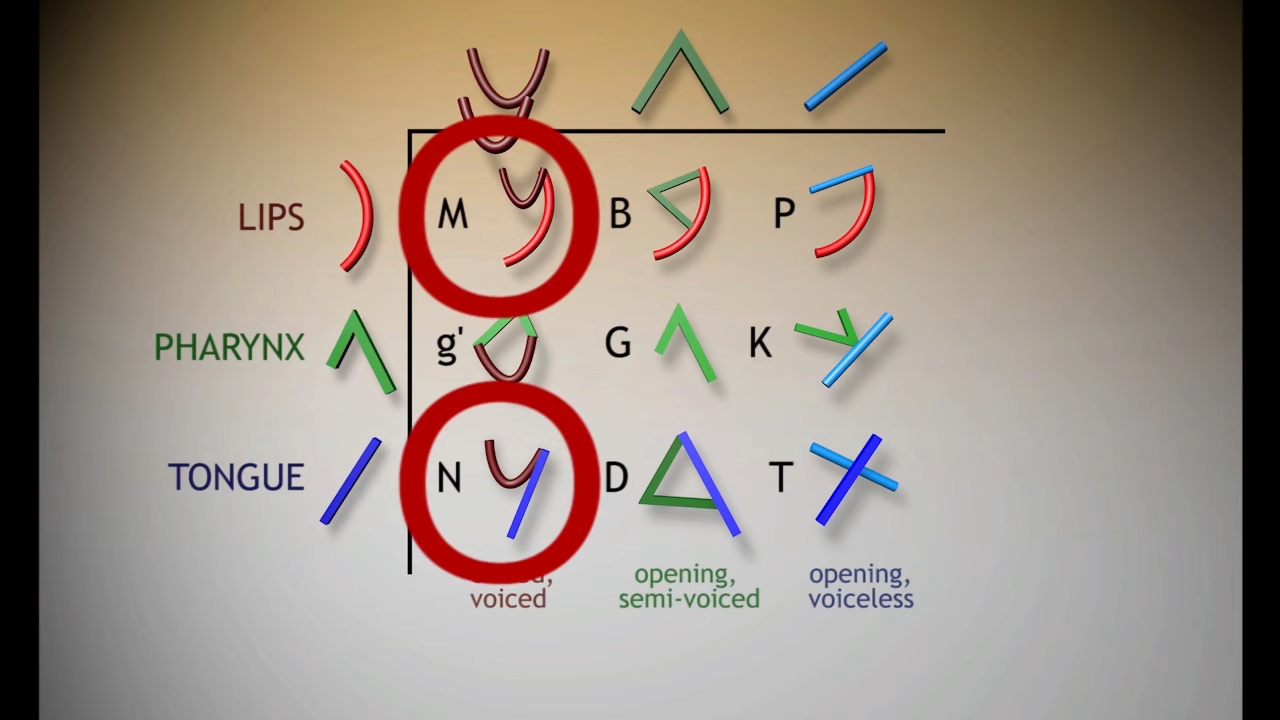 LIPS M B P
PHARYNX g' G K
TONGUE N D T
voiced
opening,
semi-voiced
opening,
voiceless